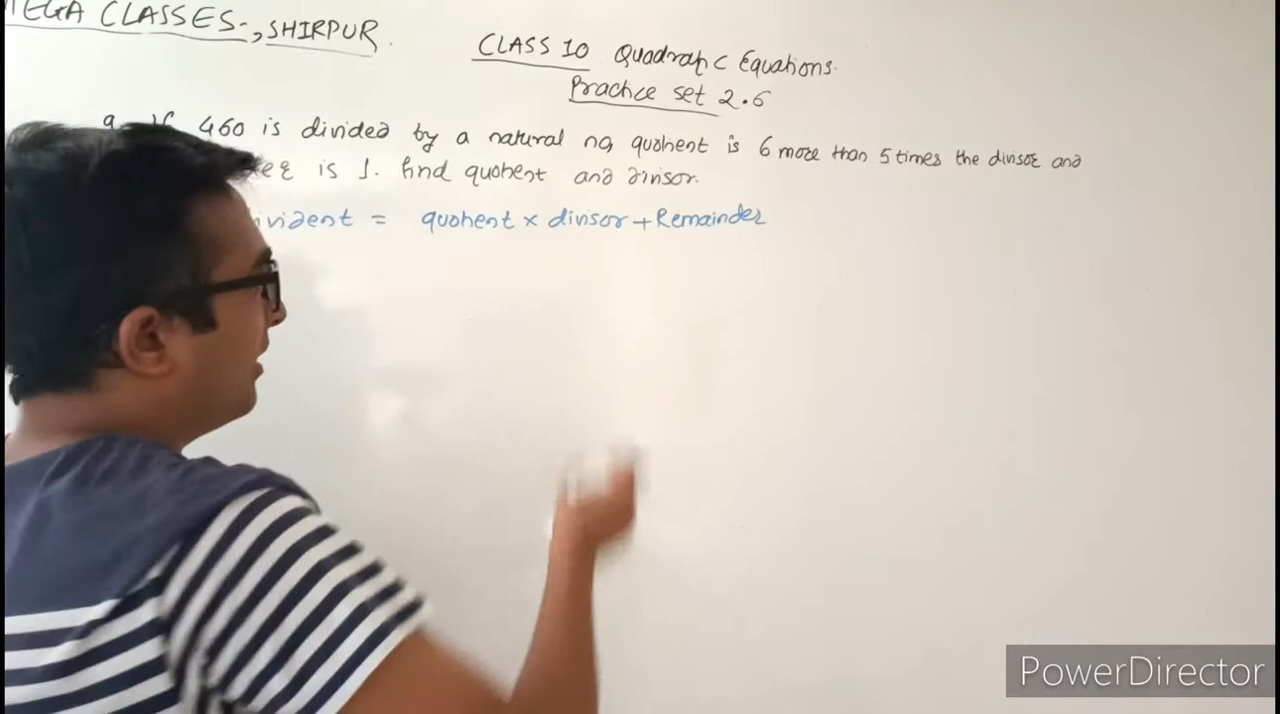 CLASSES-, SHIRPUR
CLASS 10 Quadratic Equations.
Practice set 2.6
460 is divided by a natural no, quotient is 6 more than 5 times the divisor and
is 1. find quotient and divisor.
= quotient × divisor + Remainder
PowerDirector